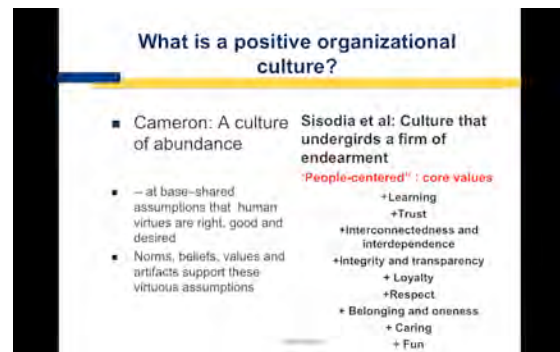 What is a positive organizational
culture?
Cameron: A culture
of abundance
– at base–shared
assumptions that human
virtues are right, good and
desired
Norms, beliefs, values and
artifacts support these
virtuous assumptions
Sisodia et al: Culture that
undergirds a firm of
endearment
'People-centered" : core values
+Learning
+Trust
+Interconnectedness and
interdependence
+Integrity and transparency
+ Loyalty
+Respect
+ Belonging and oneness
+ Caring
+ Fun